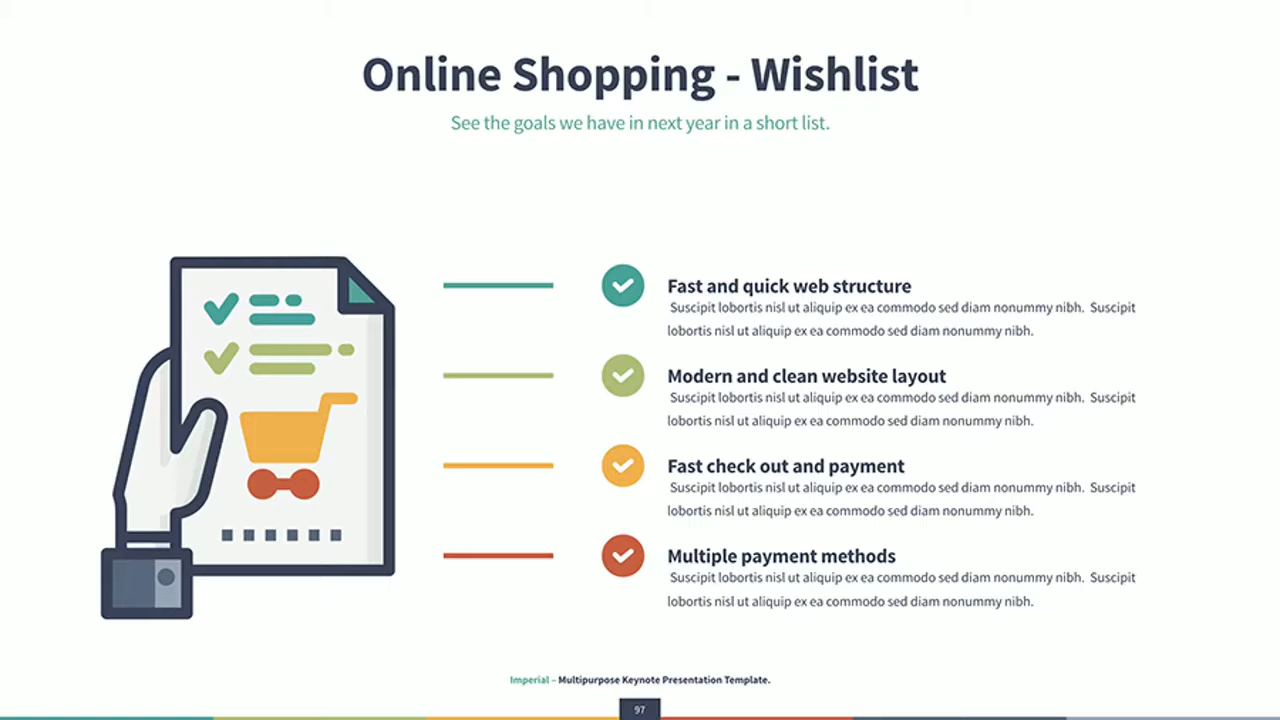 Online Shopping - Wishlist
See the goals we have in next year in a short list.
Fast and quick web structure
Suscipit lobortis nisl ut aliquip ex ea commodo sed diam nonummy nibh. Suscipit
lobortis nisl ut aliquip ex ea commodo sed diam nonummy nibh.
Modern and clean website layout
Suscipit lobortis nisl ut aliquip ex ea commodo sed diam nonummy nibh. Suscipit
lobortis nisl ut aliquip ex ea commodo sed diam nonummy nibh.
Fast check out and payment
Suscipit lobortis nisl ut aliquip ex ea commodo sed diam nonummy nibh. Suscipit
lobortis nisl ut aliquip ex ea commodo sed diam nonummy nibh.
Multiple payment methods
Suscipit lobortis nisl ut aliquip ex ea commodo sed diam nonummy nibh. Suscipit
lobortis nisl ut aliquip ex ea commodo sed diam nonummy nibh.
Imperial – Multipurpose Keynote Presentation Template.
97